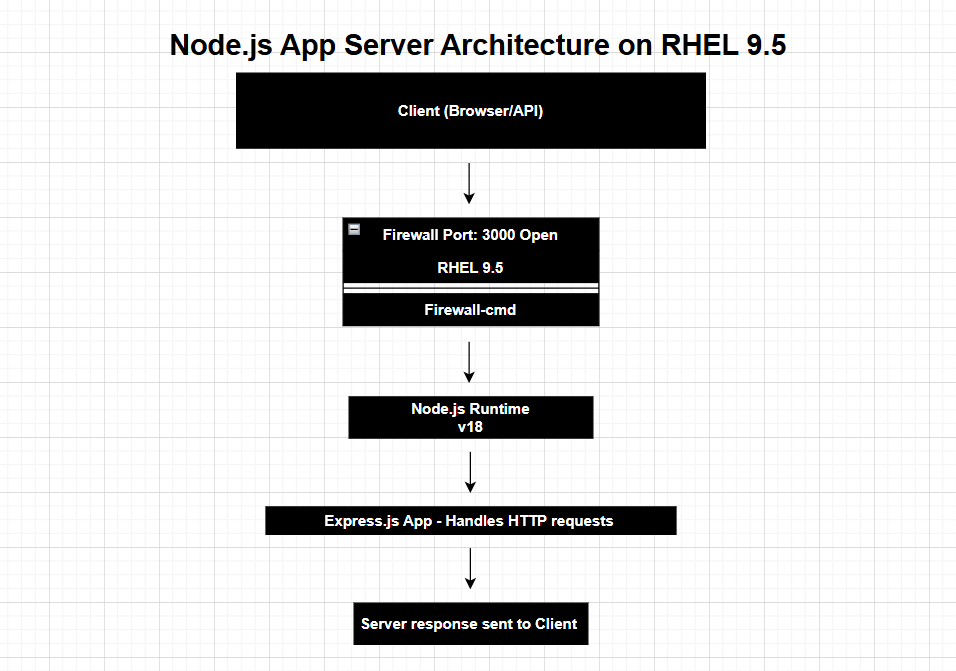 Node.js App Server Architecture on RHEL 9.5
Client (Browser/API)
Firewall Port: 3000 Open
RHEL 9.5
Firewall-cmd
Node.js Runtime
v18
Express.js App - Handles HTTP requests
Server response sent to Client